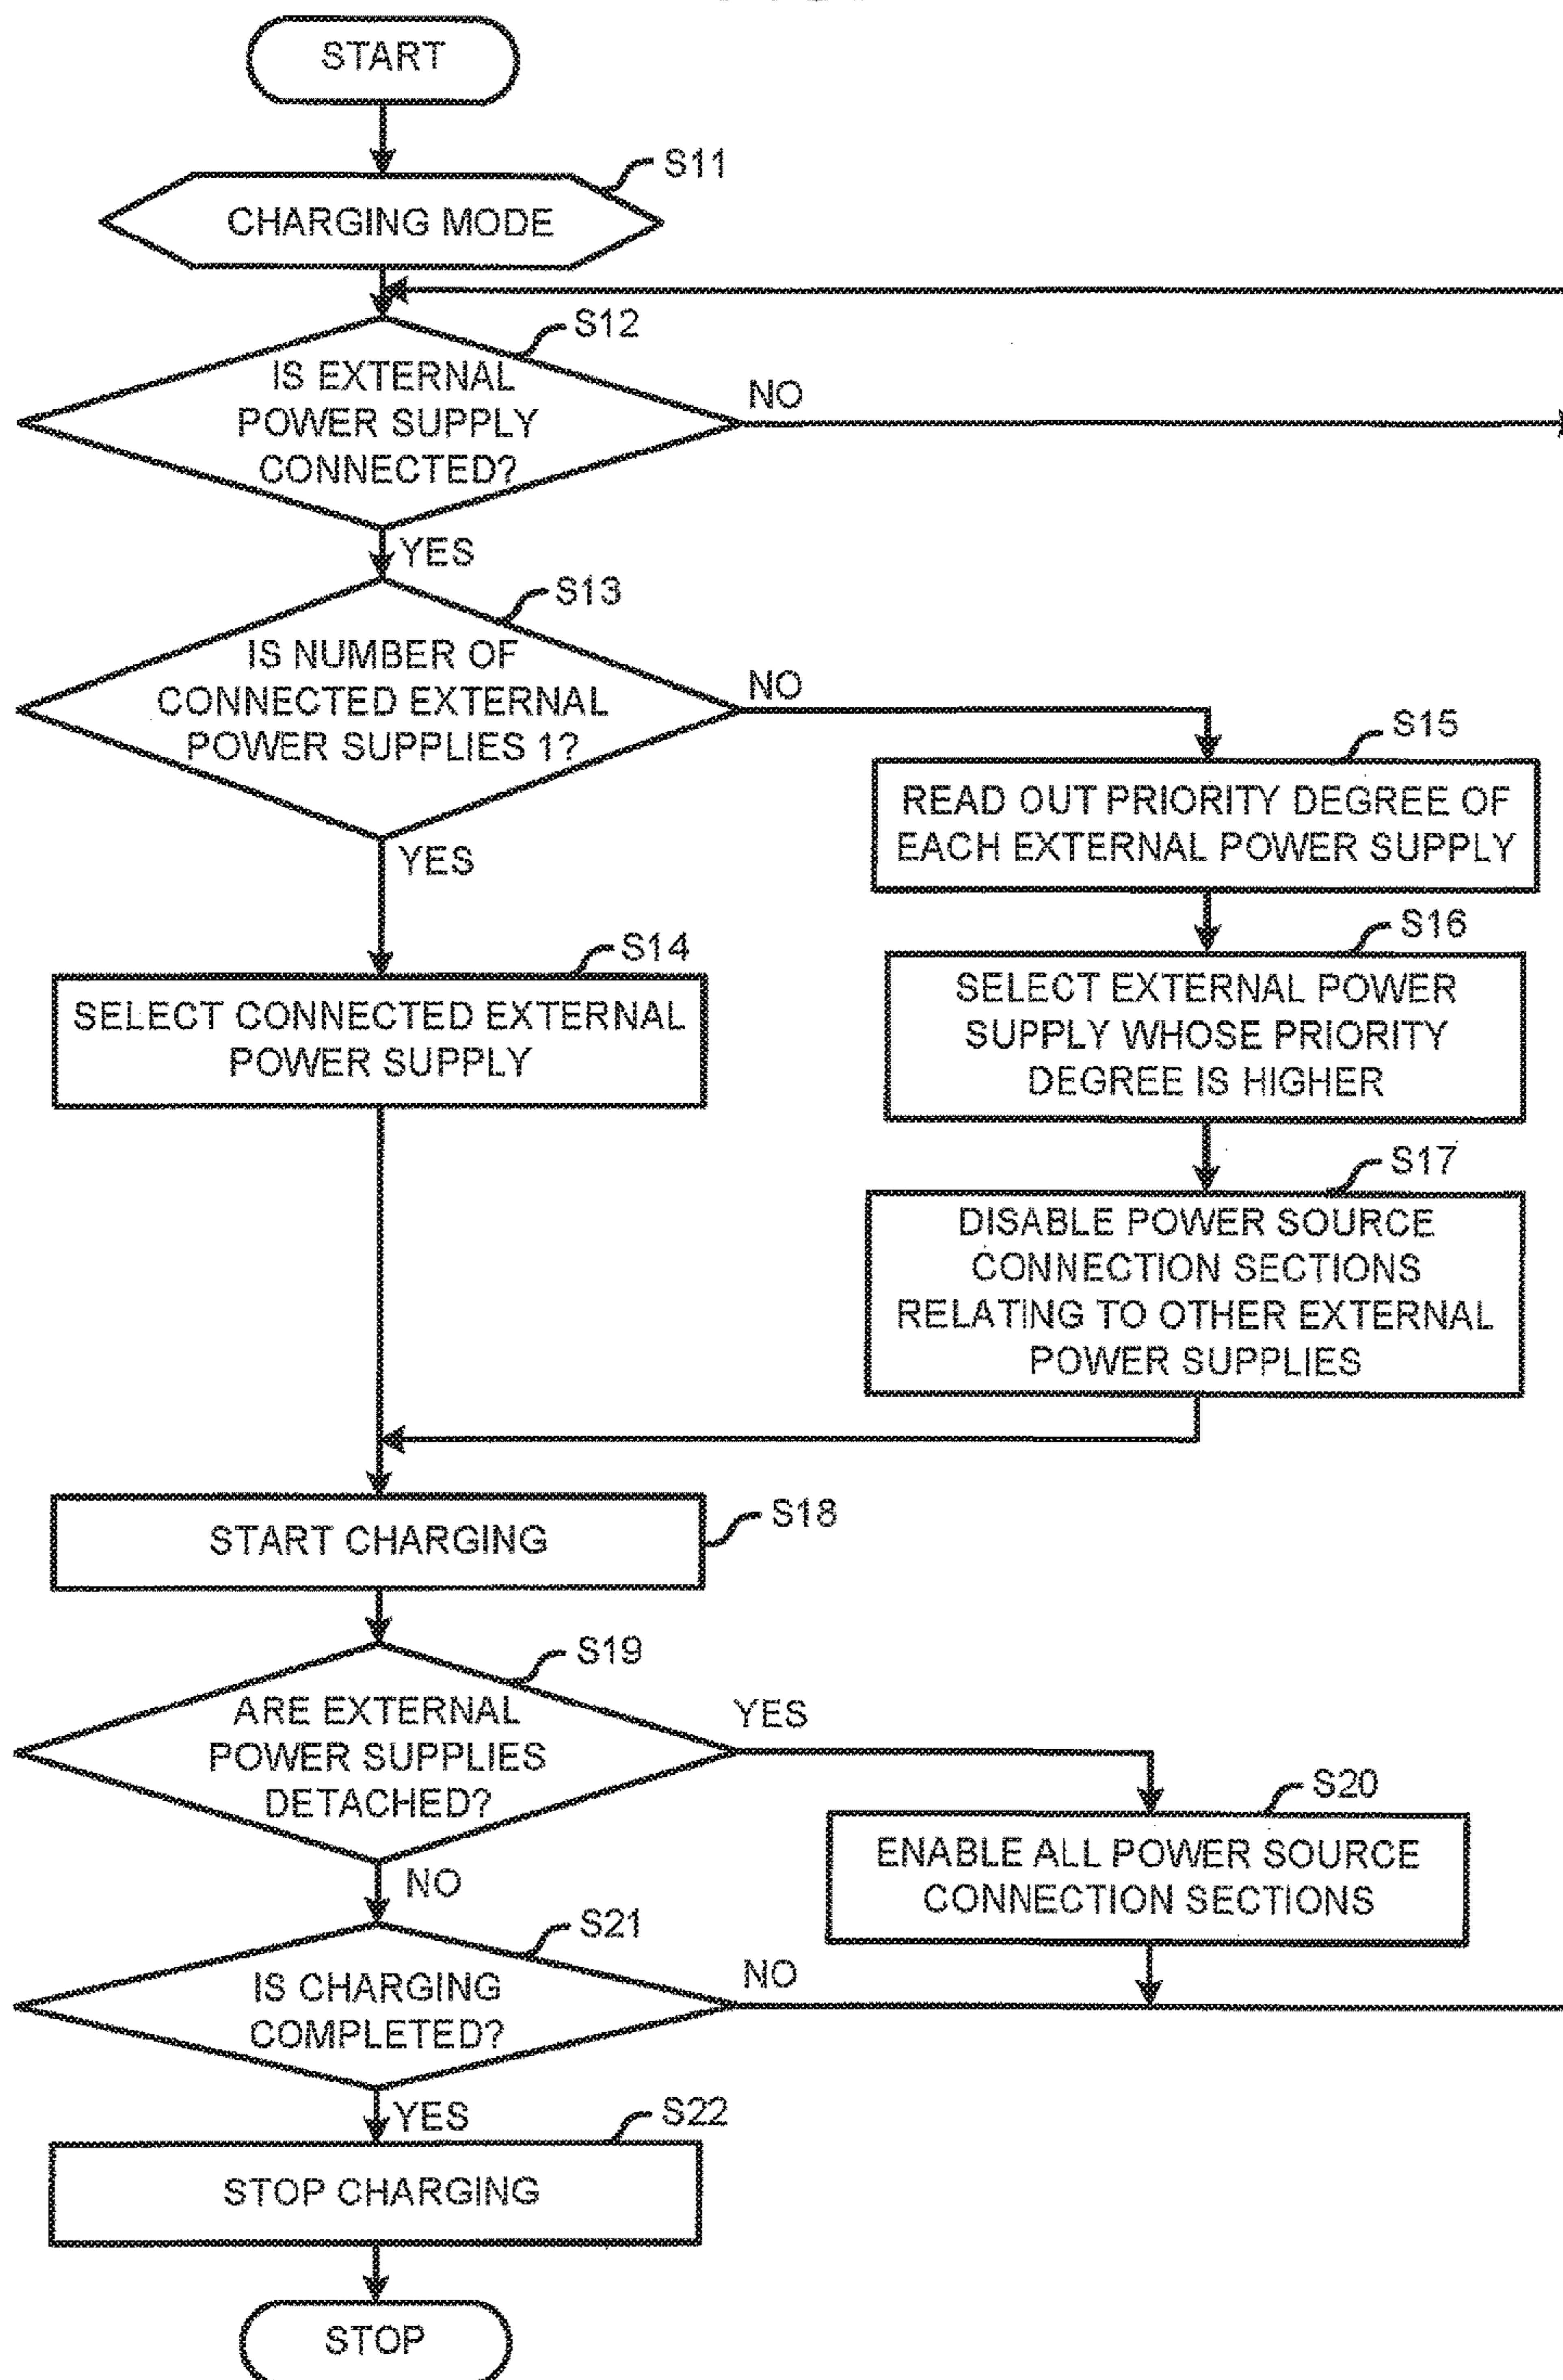 START
S11
CHARGING MODE
S12
IS EXTERNAL
POWER SUPPLY
CONNECTED?
NO
YES
S13
IS NUMBER OF
CONNECTED EXTERNAL
POWER SUPPLIES 1?
NO
YES
S15
READ OUT PRIORITY DEGREE OF
EACH EXTERNAL POWER SUPPLY
S14
SELECT CONNECTED EXTERNAL
POWER SUPPLY
S16
SELECT EXTERNAL POWER
SUPPLY WHOSE PRIORITY
DEGREE IS HIGHER
S17
DISABLE POWER SOURCE
CONNECTION SECTIONS
RELATING TO OTHER EXTERNAL
POWER SUPPLIES
S18
START CHARGING
S19
ARE EXTERNAL
POWER SUPPLIES
DETACHED?
YES
NO
S20
ENABLE ALL POWER SOURCE
CONNECTION SECTIONS
S21
IS CHARGING
COMPLETED?
NO
YES
S22
STOP CHARGING
STOP